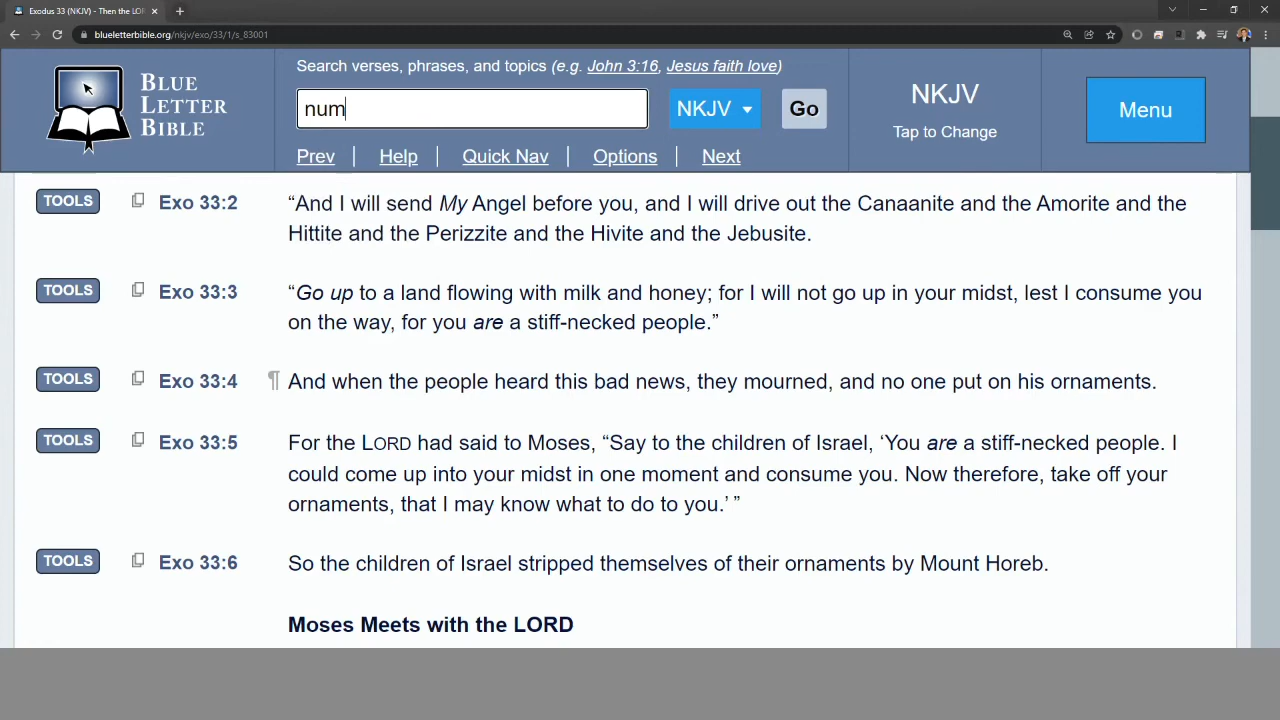 Exodus 33 (NKJV) - Then the LOR
blueletterbible.org/nkjv/exo/33/1/s_83001
BLUE
LETTER
BIBLE
Search verses, phrases, and topics (e.g. John 3:16, Jesus faith love)
num
NKJV
Go
Prev | Help | Quick Nav | Options | Next
NKJV
Tap to Change
Menu
TOOLS Exo 33:2 “And I will send My Angel before you, and I will drive out the Canaanite and the Amorite and the
Hittite and the Perizzite and the Hivite and the Jebusite.
TOOLS Exo 33:3 “Go up to a land flowing with milk and honey; for I will not go up in your midst, lest I consume you
on the way, for you are a stiff-necked people.”
TOOLS Exo 33:4 ¶ And when the people heard this bad news, they mourned, and no one put on his ornaments.
TOOLS Exo 33:5 For the LORD had said to Moses, “Say to the children of Israel, ‘You are a stiff-necked people. I
could come up into your midst in one moment and consume you. Now therefore, take off your
ornaments, that I may know what to do to you.’ ”
TOOLS Exo 33:6 So the children of Israel stripped themselves of their ornaments by Mount Horeb.
Moses Meets with the LORD